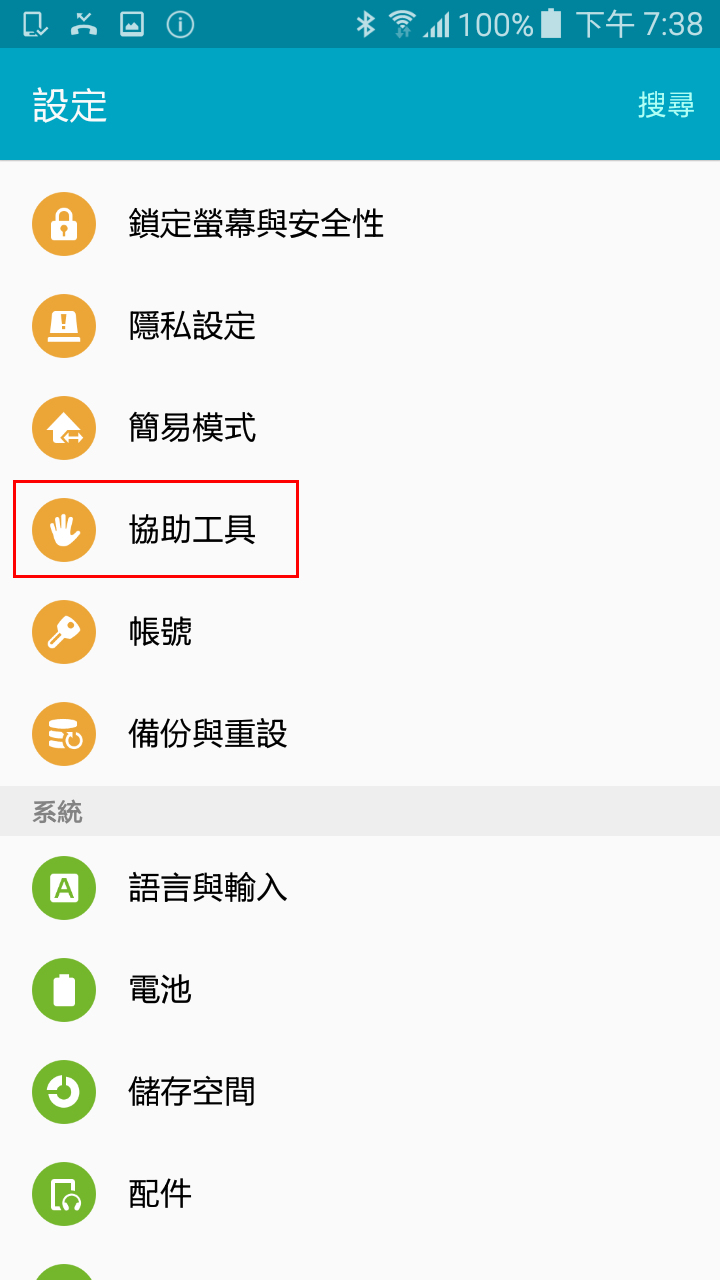 100% 下午 7:38
設定 搜尋
鎖定螢幕與安全性
隱私設定
簡易模式
協助工具
帳號
備份與重設
系統
A 語言與輸入
電池
儲存空間
配件